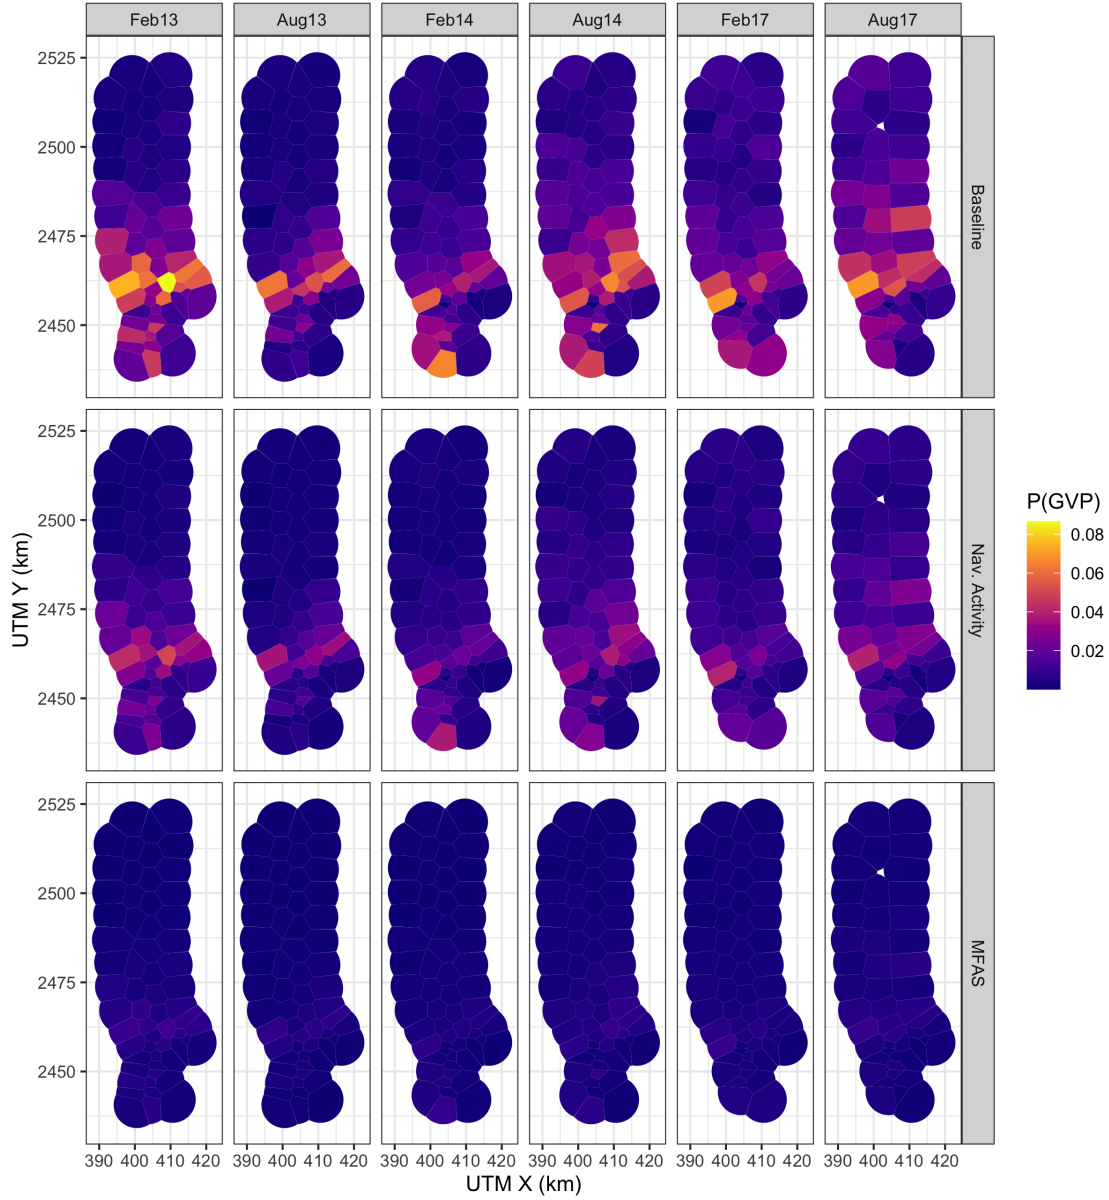 Feb13 Aug13 Feb14 Aug14 Feb17 Aug17
2525
2500
2475
2450
Baseline
2525
2500
2475
2450
Nav. Activity
2525
2500
2475
2450
MFAS
390 400 410 420 390 400 410 420 390 400 410 420 390 400 410 420 390 400 410 420 390 400 410 420
UTM X (km)
UTM Y (km)
P(GVP)
0.08
0.06
0.04
0.02